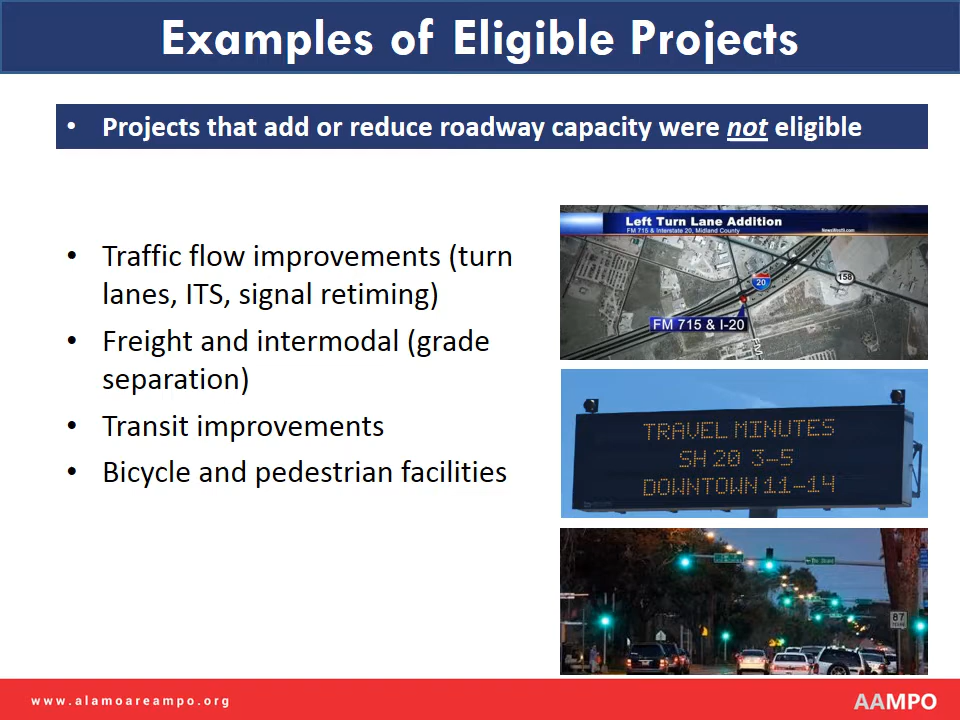 Examples of Eligible Projects
• Projects that add or reduce roadway capacity were not eligible
• Traffic flow improvements (turn
lanes, ITS, signal retiming)
• Freight and intermodal (grade
separation)
• Transit improvements
• Bicycle and pedestrian facilities
Left Turn Lane Addition
FM 715 & Interstate 20, Midland County
20
158
FM 715 & I-20
FM
TRAVEL MINUTES
SH 20 3-5
DOWNTOWN 11-14
87
www.alamoareampo.org
AAMPO